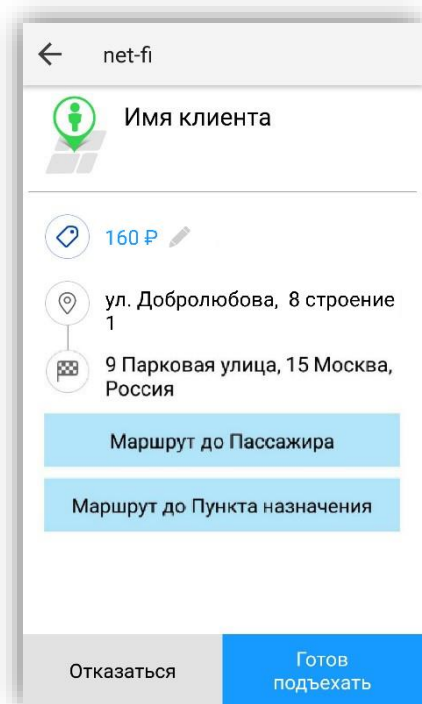 net-fi
Имя клиента
160 ₽
ул. Добролюбова, 8 строение
1
9 Парковая улица, 15 Москва,
Россия
Маршрут до Пассажира
Маршрут до Пункта назначения
Отказаться
Готов
подъехать